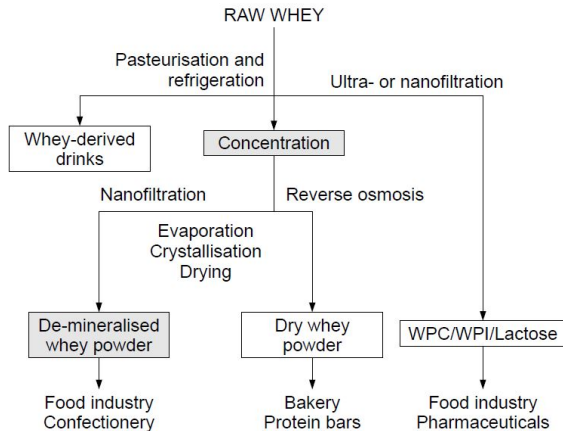 RAW WHEY
Pasteurisation and
refrigeration
Ultra- or nanofiltration
Whey-derived
drinks
Concentration
Nanofiltration
Reverse osmosis
Evaporation
Crystallisation
Drying
De-mineralised
whey powder
Dry whey
powder
WPC/WPI/Lactose
Food industry
Confectionery
Bakery
Protein bars
Food industry
Pharmaceuticals